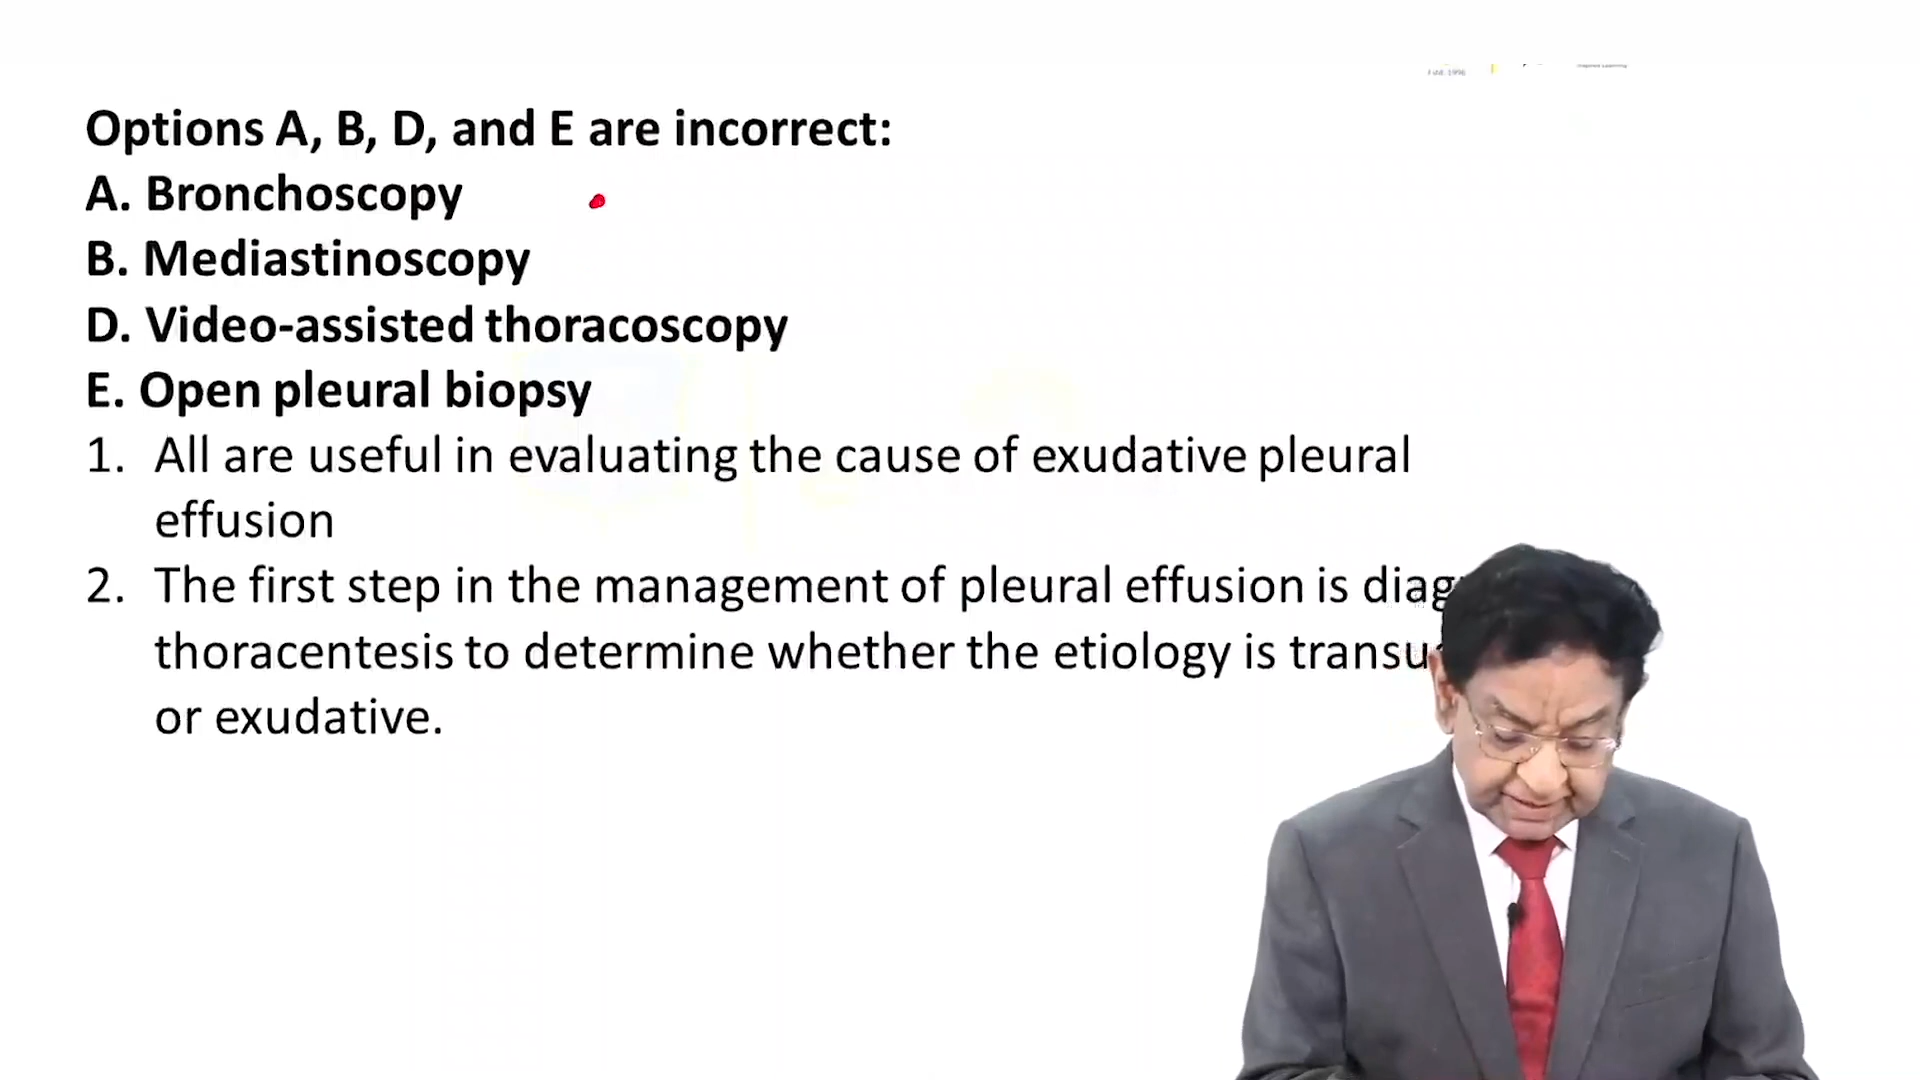 Options A, B, D, and E are incorrect:
A. Bronchoscopy
B. Mediastinoscopy
D. Video-assisted thoracoscopy
E. Open pleural biopsy
1. All are useful in evaluating the cause of exudative pleural
effusion
2. The first step in the management of pleural effusion is
thoracentesis to determine whether the etiology is
or exudative.